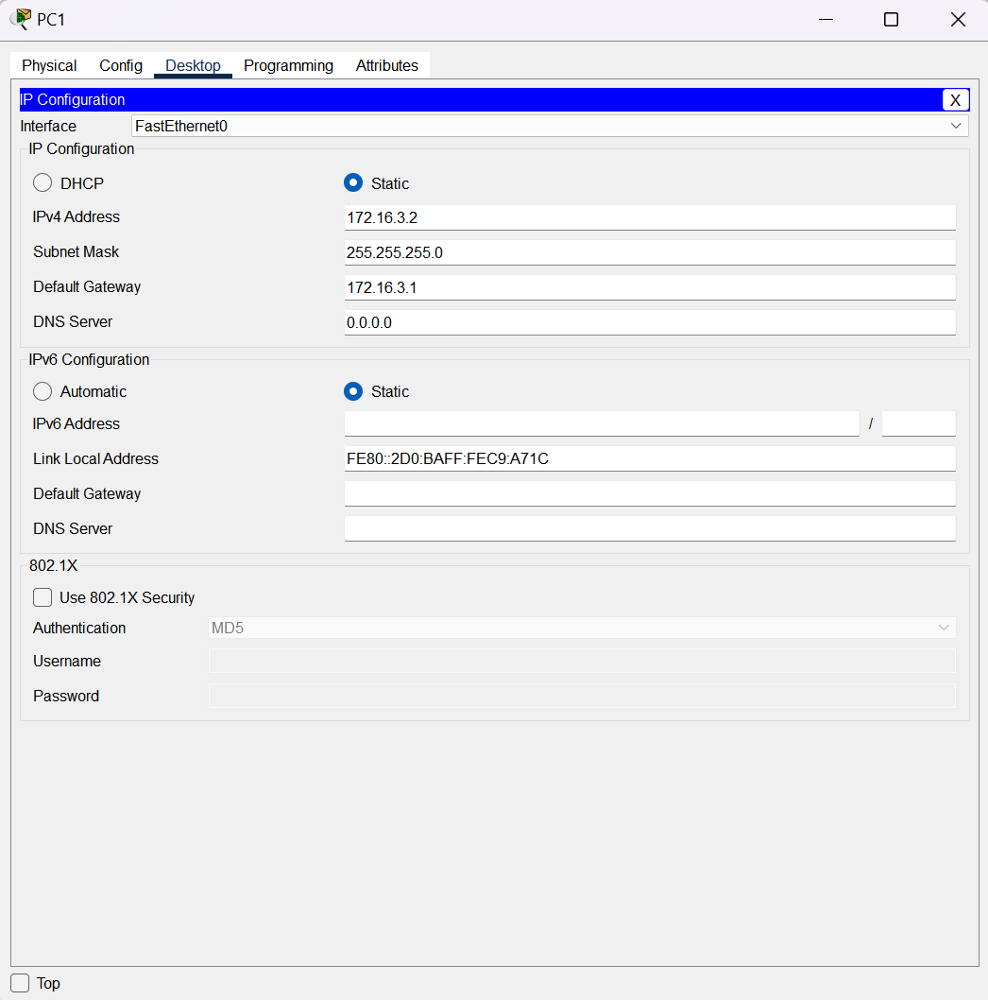 PC1
Physical Config Desktop Programming Attributes
IP Configuration X
Interface FastEthernet0
IP Configuration
DHCP Static
IPv4 Address 172.16.3.2
Subnet Mask 255.255.255.0
Default Gateway 172.16.3.1
DNS Server 0.0.0.0
IPv6 Configuration
Automatic Static
IPv6 Address /
Link Local Address FE80::2D0:BAFF:FEC9:A71C
Default Gateway
DNS Server
802.1X
Use 802.1X Security
Authentication MD5
Username
Password
Top